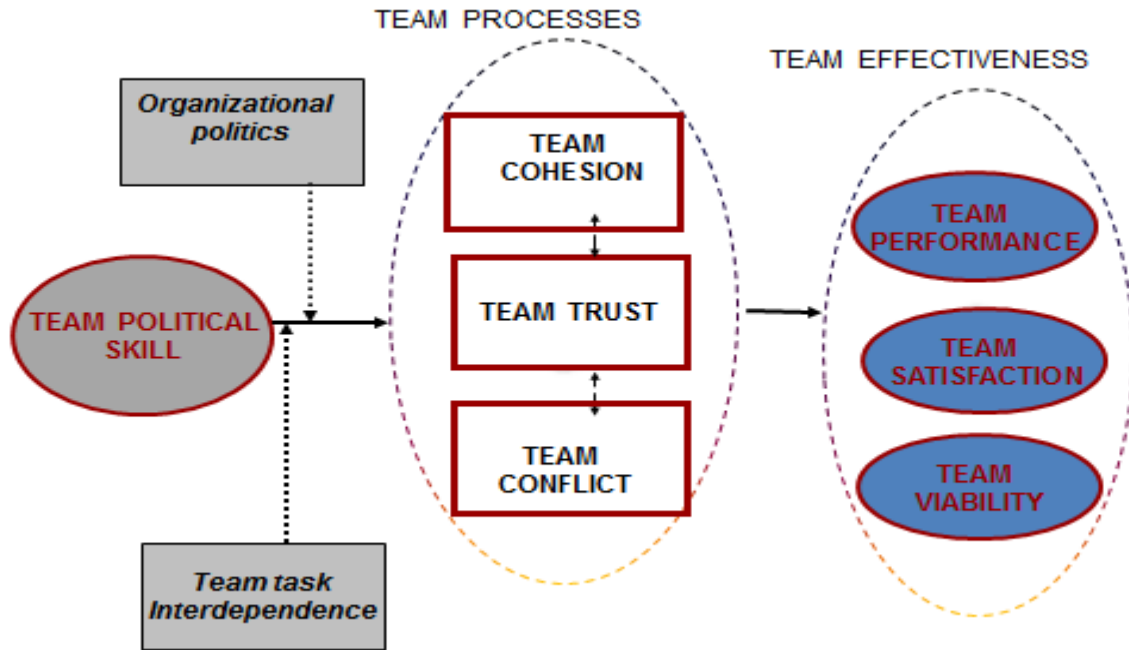 TEAM PROCESSES
TEAM EFFECTIVENESS
Organizational
politics
TEAM
COHESION
TEAM
PERFORMANCE
TEAM POLITICAL
SKILL
TEAM TRUST
TEAM
SATISFACTION
TEAM
CONFLICT
TEAM
VIABILITY
Team task
Interdependence